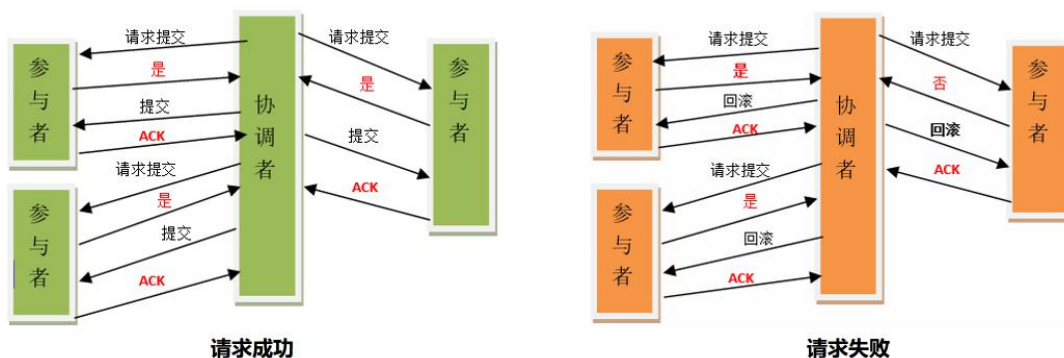 请求提交
是
提交
ACK
请求提交
是
提交
ACK
参与者
参与者
协调者
请求提交
是
提交
ACK
参与者
请求成功
请求提交
是
回滚
ACK
请求提交
是
回滚
ACK
参与者
参与者
协调者
请求提交
否
回滚
ACK
参与者
请求失败